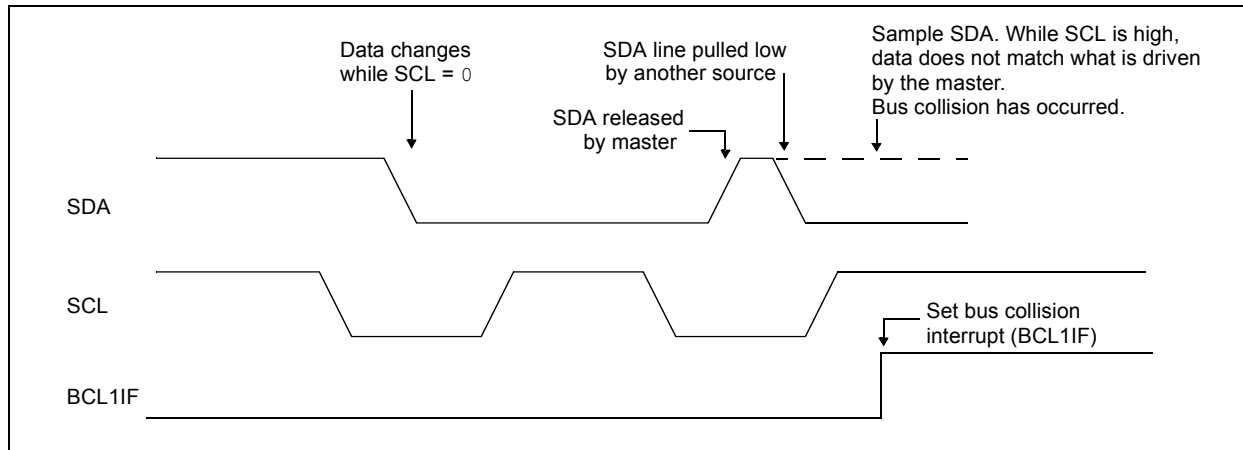 Data changes
while SCL = 0
SDA line pulled low
by another source
Sample SDA. While SCL is high,
data does not match what is driven
by the master.
Bus collision has occurred.
SDA released
by master
SDA
SCL
Set bus collision
interrupt (BCL1IF)
BCL1IF